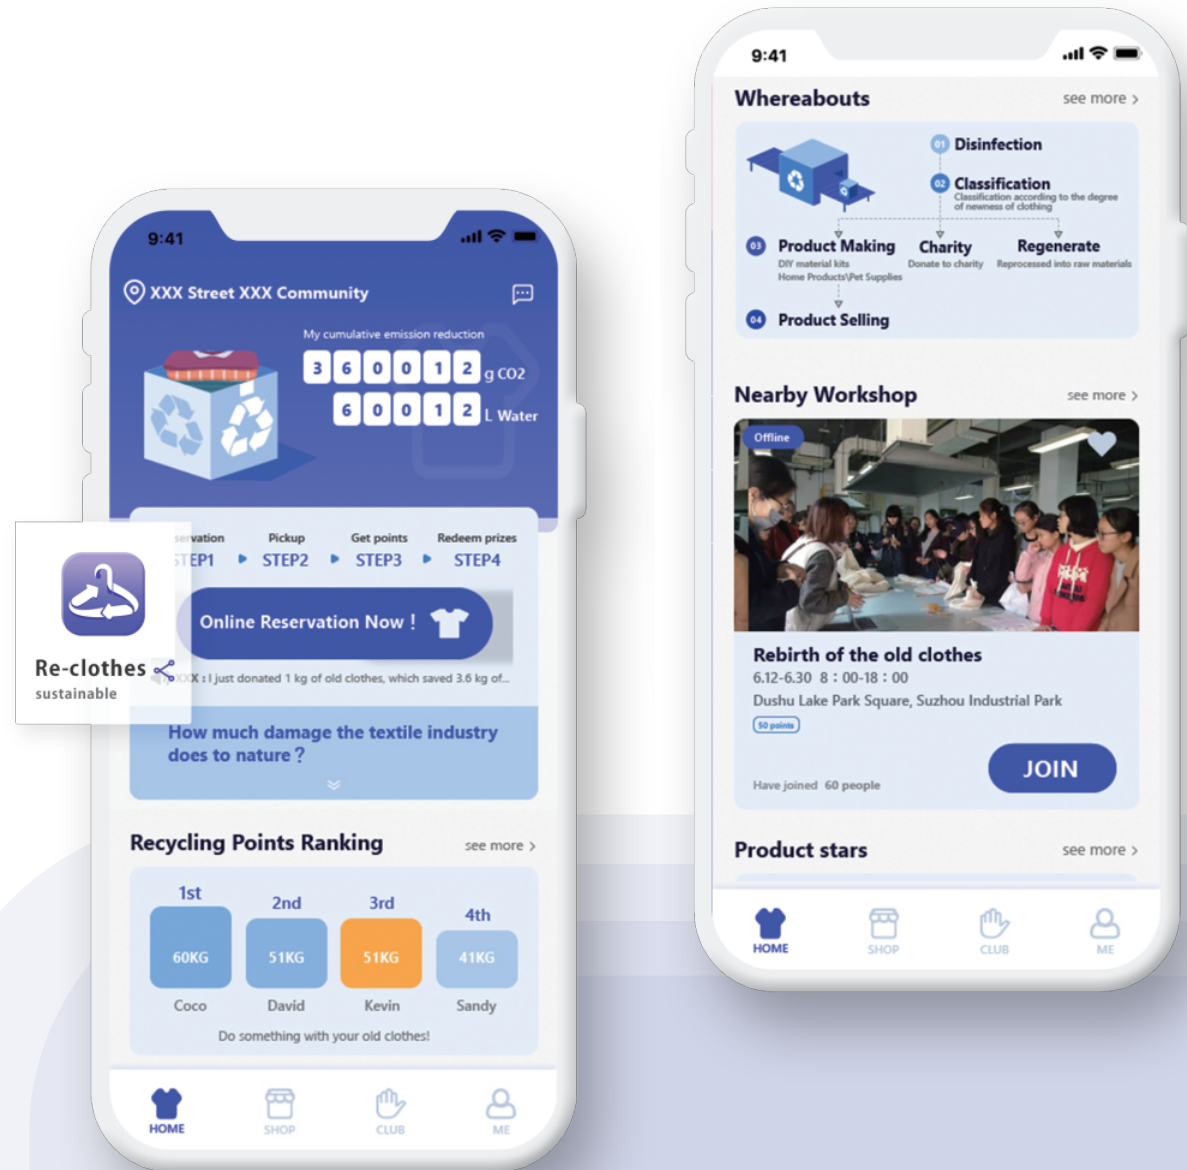 9:41
XXX Street XXX Community
My cumulative emission reduction
3 6 0 0 1 2 g CO2
6 0 0 1 2 L Water
Pickup Get points Redeem prizes
STEP2 STEP3 STEP4
Online Reservation Now !
I just donated 1 kg of old clothes, which saved 3.6 kg of...
How much damage the textile industry
does to nature ?
Re-clothes
sustainable
Recycling Points Ranking see more >
1st 2nd 3rd 4th
60KG 51KG 51KG 41KG
Coco David Kevin Sandy
Do something with your old clothes!
HOME SHOP CLUB ME
9:41
Whereabouts see more >
01 Disinfection
02 Classification
Classification according to the degree
of newness of clothing
03 Product Making Charity Regenerate
DIY material kits Donate to charity Reprocessed into raw materials
Home Products\Pet Supplies
04 Product Selling
Nearby Workshop see more >
Offline
Rebirth of the old clothes
6.12-6.30 8 : 00-18 : 00
Dushu Lake Park Square, Suzhou Industrial Park
50 points
JOIN
Have joined 60 people
Product stars see more >
HOME SHOP CLUB ME